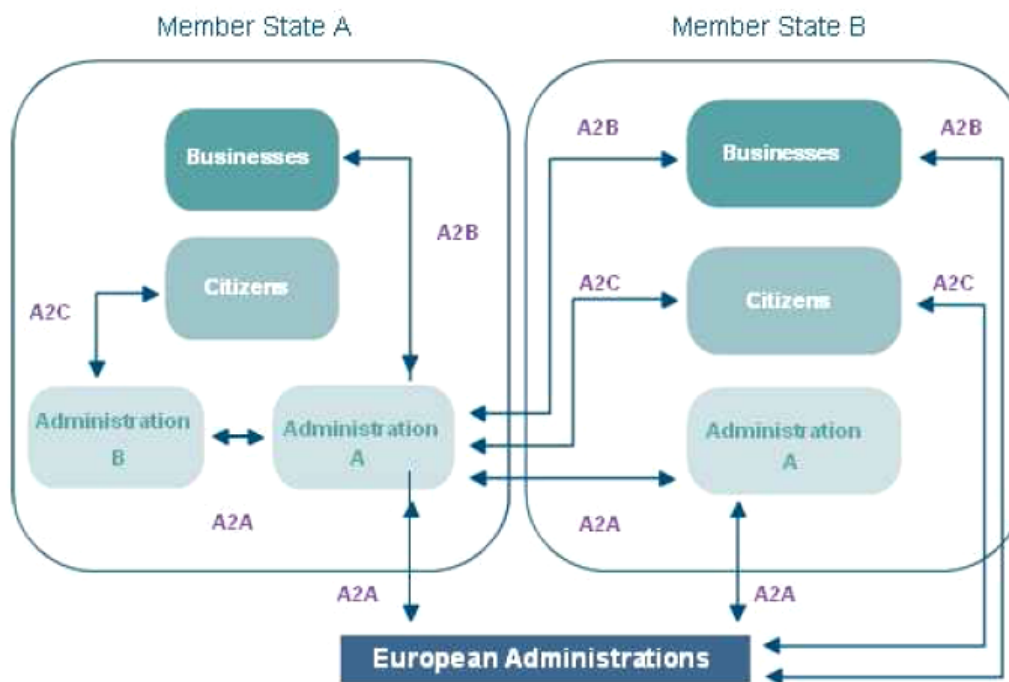 Member State A
Member State B
Businesses
A2B
Businesses
A2B
A2B
Citizens
A2C
Citizens
A2C
A2C
Administration
B
Administration
A
Administration
A
A2A
A2A
A2A
A2A
European Administrations